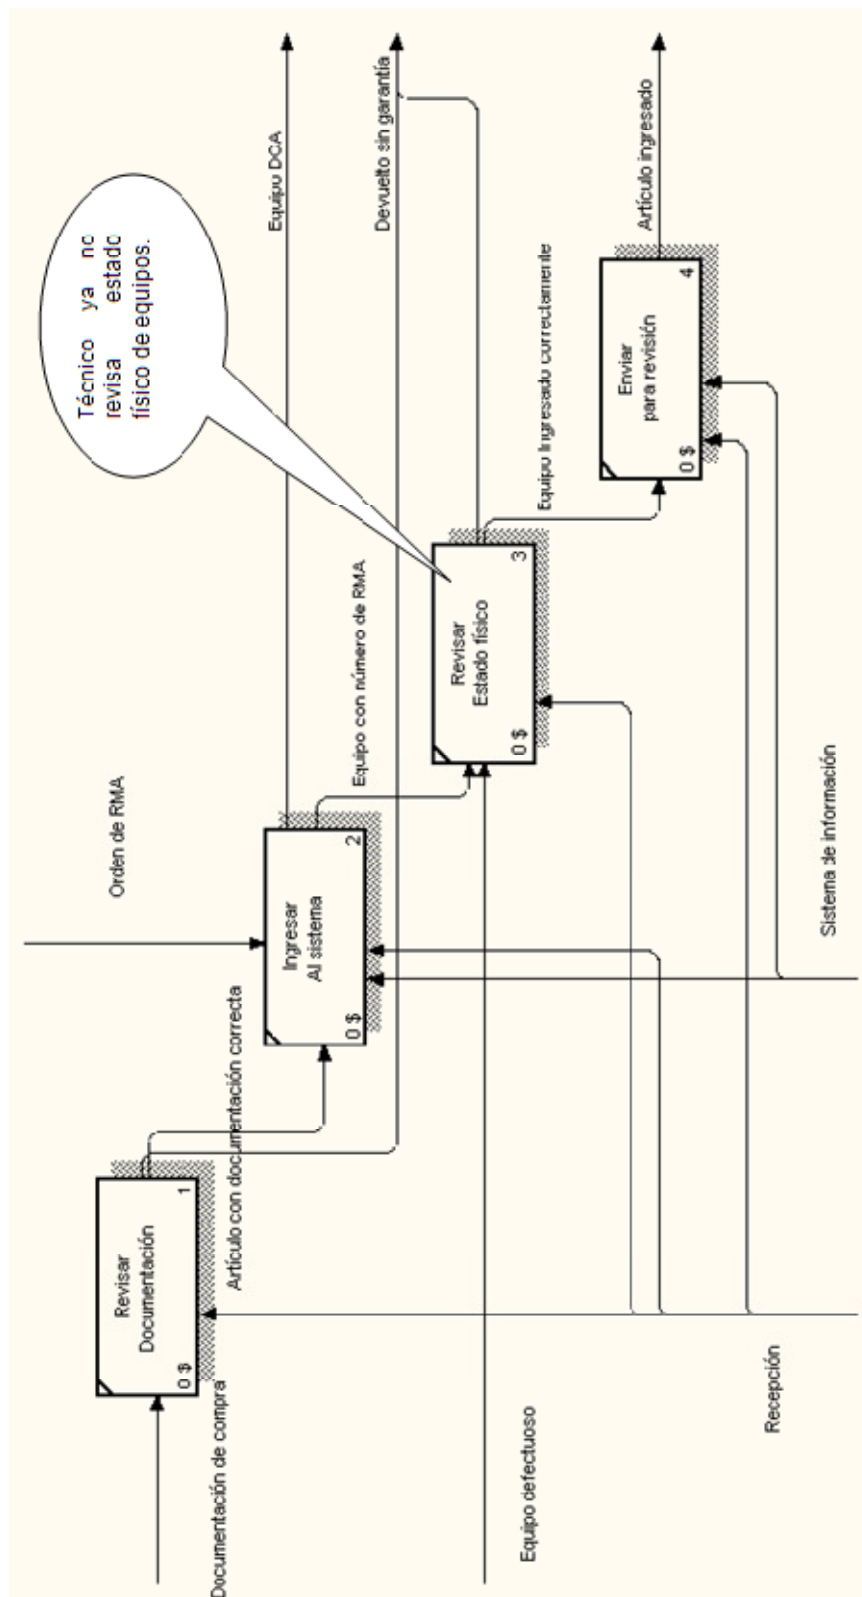 Técnico ya no
revisa estado
físico de equipos.
Orden de RMA
Documentación de compra
Revisar
Documentación
0 $
1
Artículo con documentación correcta
Ingresar
Al sistema
0 $
2
Equipo DCA
Equipo con número de RMA
Devuelto sin garantía
Equipo defectuoso
Revisar
Estado físico
0 $
3
Equipo Ingresado correctamente
Enviar
para revisión
0 $
4
Artículo ingresado
Recepción
Sistema de información